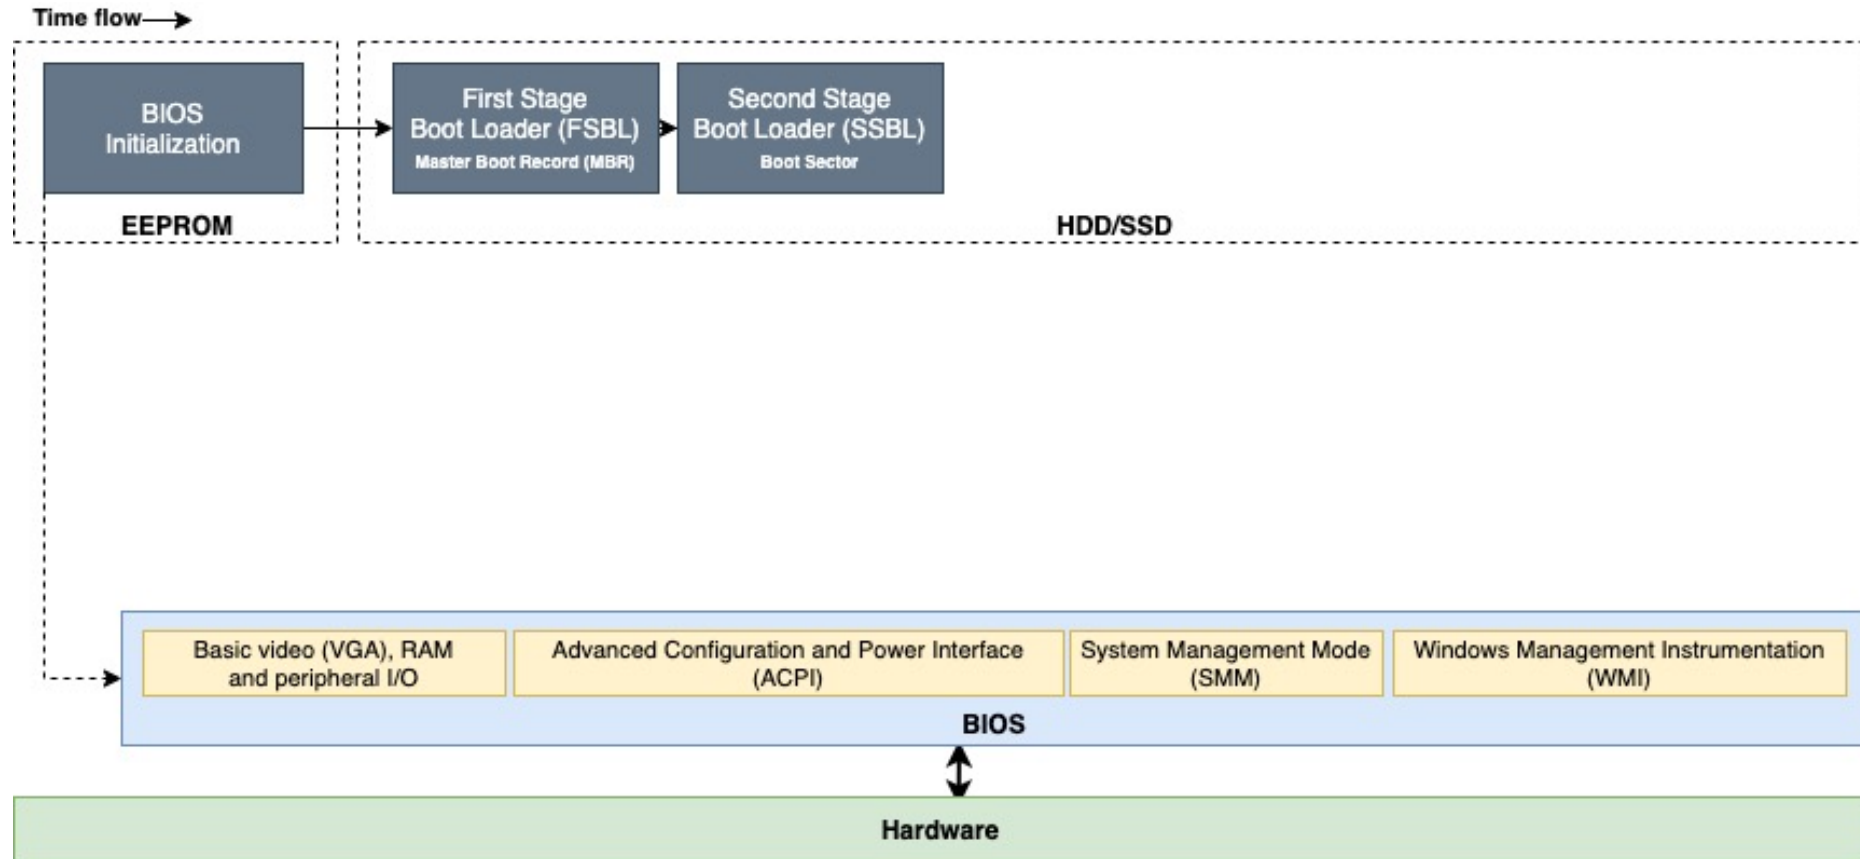 Time flow
BIOS
Initialization
EEPROM
First Stage
Boot Loader (FSBL)
Master Boot Record (MBR)
Second Stage
Boot Loader (SSBL)
Boot Sector
HDD/SSD
Basic video (VGA), RAM
and peripheral I/O
Advanced Configuration and Power Interface
(ACPI)
System Management Mode
(SMM)
Windows Management Instrumentation
(WMI)
BIOS
Hardware